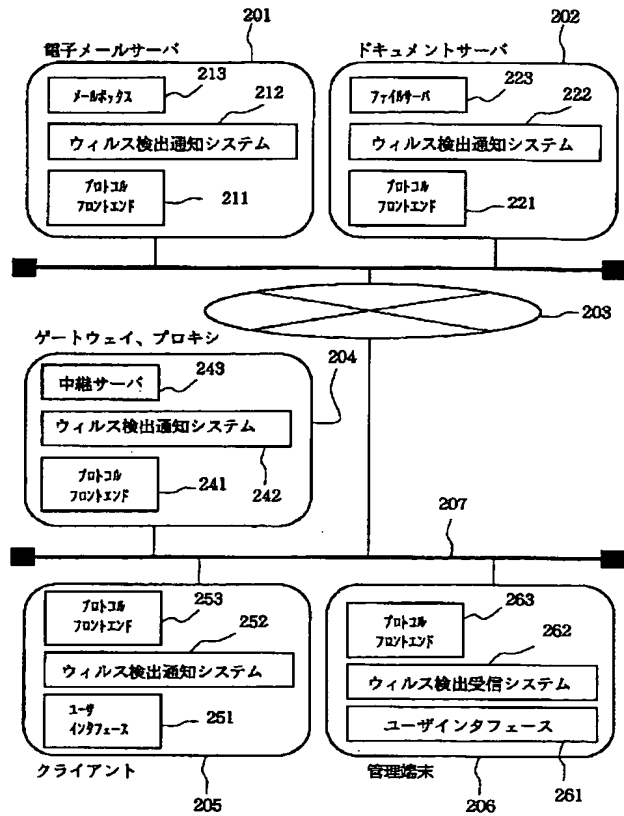 201
電子メールサーバ
メールボックス
213
212
ウィルス検出通知システム
プロトコル
フロントエンド
211
202
ドキュメントサーバ
ファイルサーバ
223
222
ウィルス検出通知システム
プロトコル
フロントエンド
221
203
ゲートウェイ、プロキシ
204
中継サーバ
243
ウィルス検出通知システム
242
プロトコル
フロントエンド
241
207
プロトコル
フロントエンド
253
252
ウィルス検出通知システム
ユーザ
インタフェース
251
クライアント
205
プロトコル
フロントエンド
263
262
ウィルス検出受信システム
ユーザインタフェース
管理端末
206
261